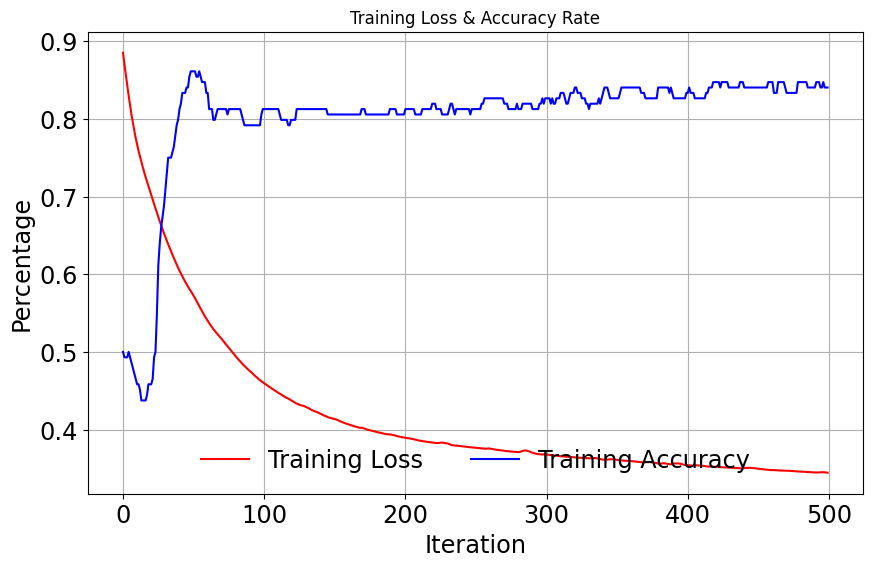 Training Loss & Accuracy Rate
0.9
0.8
0.7
0.6
0.5
0.4
Percentage
Training Loss
Training Accuracy
0 100 200 300 400 500
Iteration